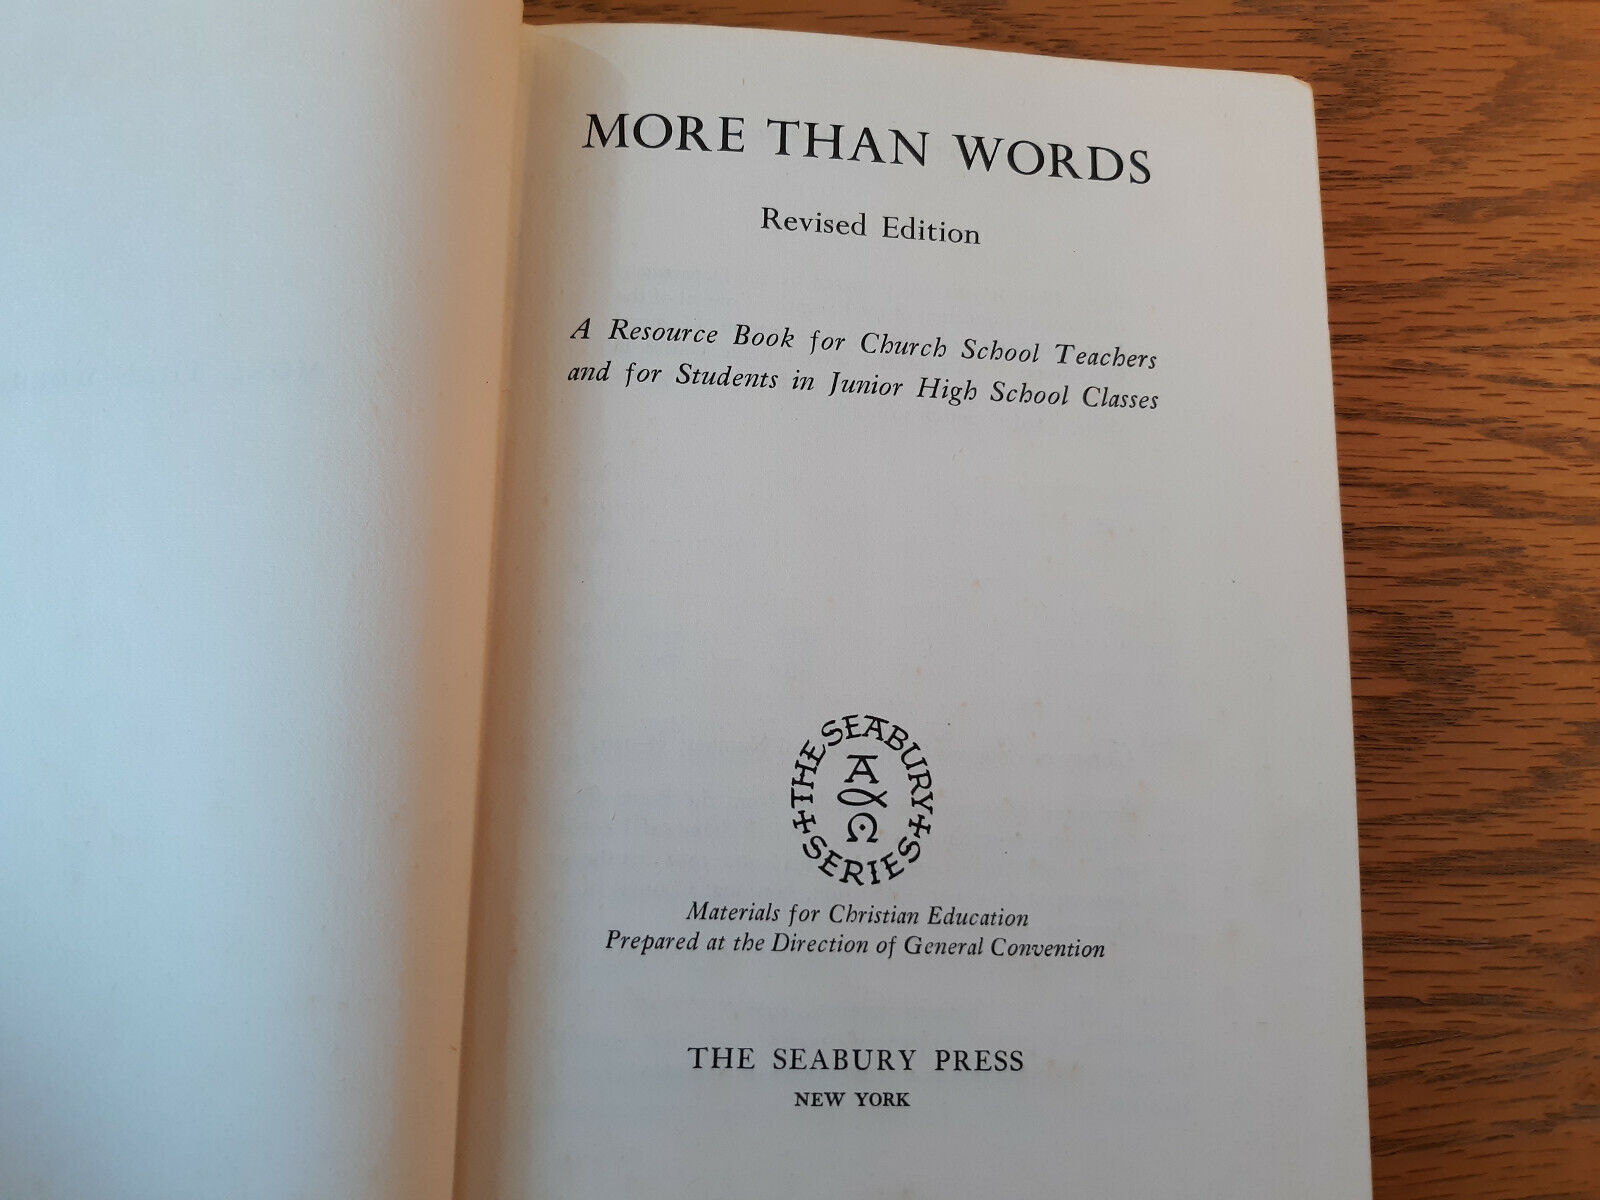 MORE THAN WORDS
Revised Edition
A Resource Book for Church School Teachers
and for Students in Junior High School Classes
THE SEABURY SERIES
A
Ω
Materials for Christian Education
Prepared at the Direction of General Convention
THE SEABURY PRESS
NEW YORK